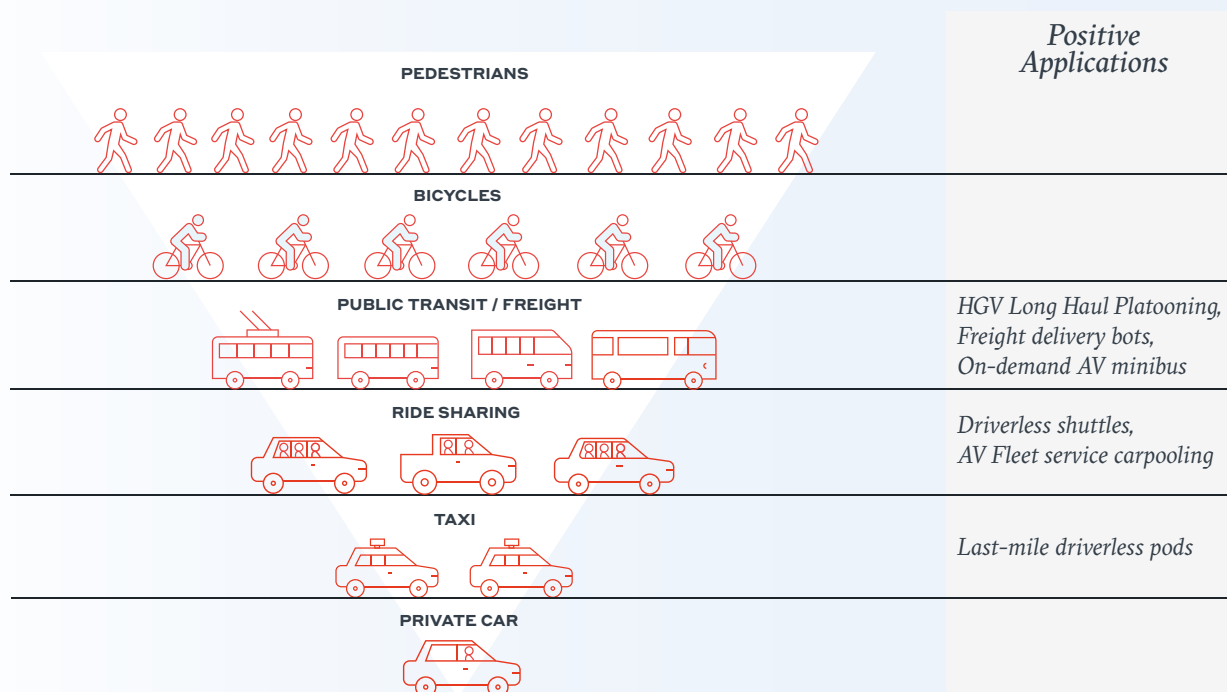 Positive
Applications
PEDESTRIANS
BICYCLES
PUBLIC TRANSIT / FREIGHT
HGV Long Haul Platooning,
Freight delivery bots,
On-demand AV minibus
RIDE SHARING
Driverless shuttles,
AV Fleet service carpooling
TAXI
Last-mile driverless pods
PRIVATE CAR